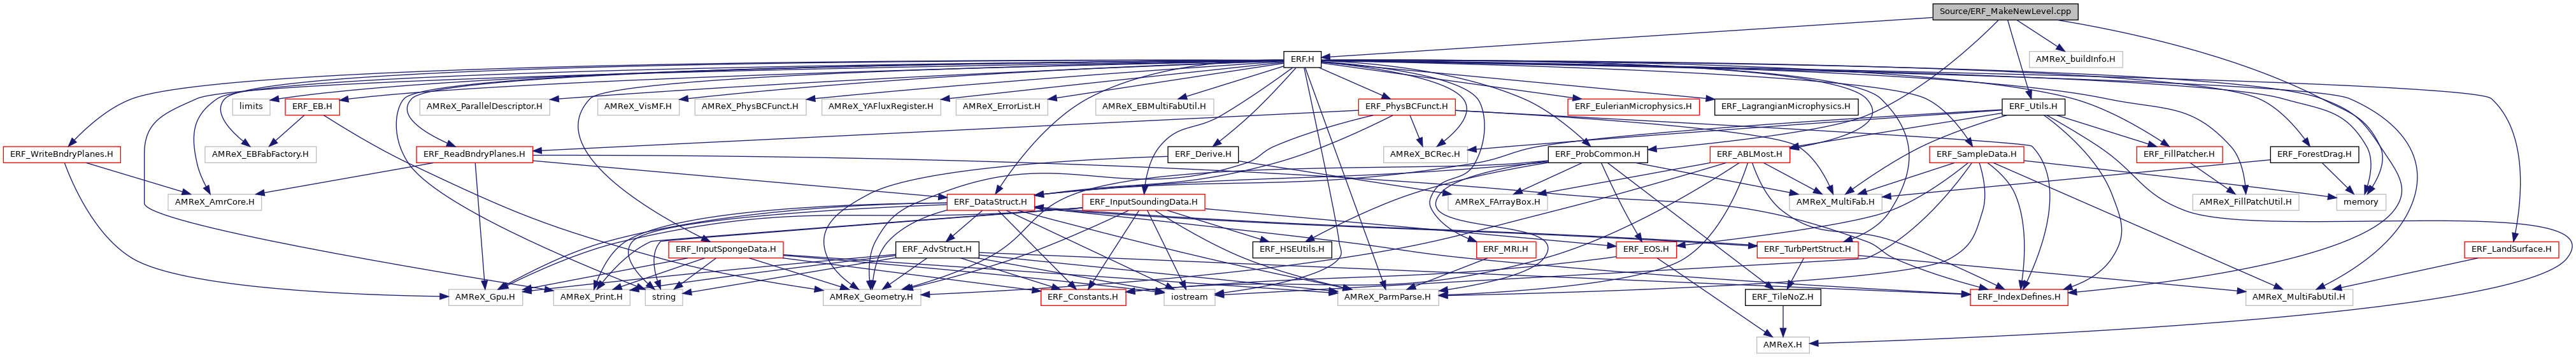 Source/ERF_MakeNewLevel.cpp
ERF.H
AMReX_buildInfo.H
limits
ERF_EB.H
AMReX_ParallelDescriptor.H
AMReX_VisMF.H
AMReX_PhysBCFunct.H
AMReX_YAFluxRegister.H
AMReX_ErrorList.H
AMReX_EBMultiFabUtil.H
ERF_PhysBCFunct.H
ERF_EulerianMicrophysics.H
ERF_LagrangianMicrophysics.H
ERF_Utils.H
ERF_WriteBndryPlanes.H
AMReX_EBFabFactory.H
ERF_ReadBndryPlanes.H
ERF_Derive.H
AMReX_BCRec.H
ERF_ProbCommon.H
ERF_ABLMost.H
ERF_SampleData.H
ERF_FillPatcher.H
ERF_ForestDrag.H
AMReX_AmrCore.H
ERF_DataStruct.H
ERF_InputSoundingData.H
AMReX_FArrayBox.H
AMReX_MultiFab.H
AMReX_FillPatchUtil.H
memory
ERF_InputSpongeData.H
ERF_AdvStruct.H
ERF_HSEUtils.H
ERF_MRI.H
ERF_EOS.H
ERF_TurbPertStruct.H
ERF_LandSurface.H
AMReX_Gpu.H
AMReX_Print.H
string
AMReX_Geometry.H
ERF_Constants.H
iostream
AMReX_ParmParse.H
ERF_TileNoZ.H
ERF_IndexDefines.H
AMReX_MultiFabUtil.H
AMReX.H